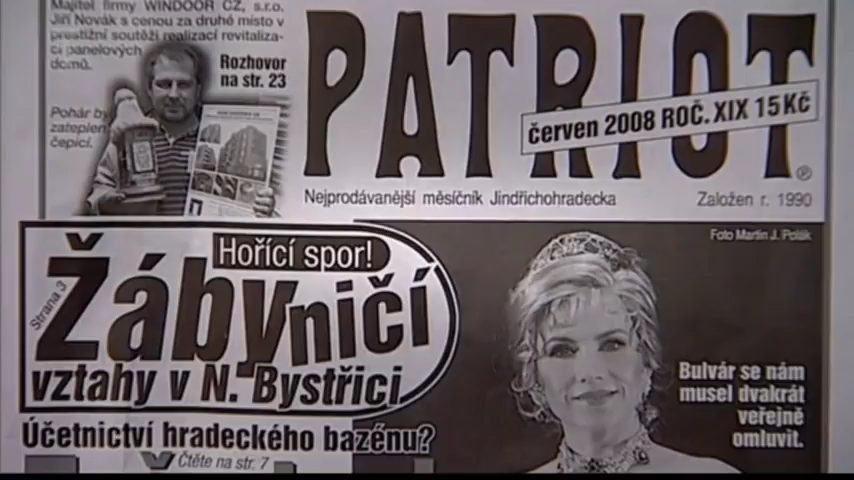 Majitel firmy WINDOOR CZ, s.r.o.
Jiří Novák s cenou za druhé místo v
prestižní soutěži realizací revitaliza-
cí panelových
domů.
Rozhovor
na str. 23
Pohár by
zateplen
čepicí.
PATRIOT
červen 2008 ROČ. XIX 15 Kč
®
Nejprodávanější měsíčník Jindřichohradecka
Založen r. 1990
Foto Martin J. Polák
Hořící spor!
Strana 3
Žáby ničí
vztahy v N. Bystřici
Účetnictví hradeckého bazénu?
Čtěte na str. 7
Bulvár se nám
musel dvakrát
veřejně
omluvit.